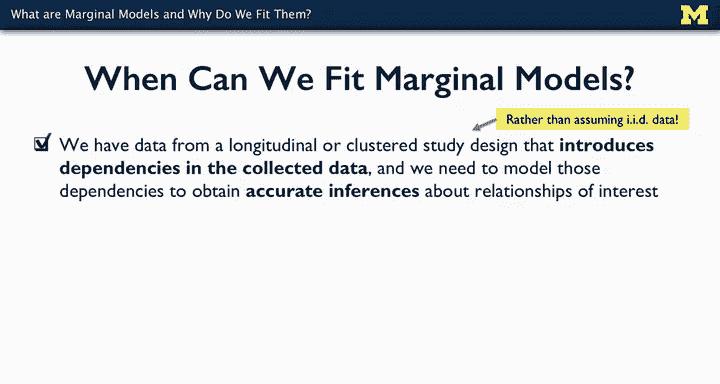 What are Marginal Models and Why Do We Fit Them?
M
When Can We Fit Marginal Models?
Rather than assuming i.i.d. data!
We have data from a longitudinal or clustered study design that introduces
dependencies in the collected data, and we need to model those
dependencies to obtain accurate inferences about relationships of interest